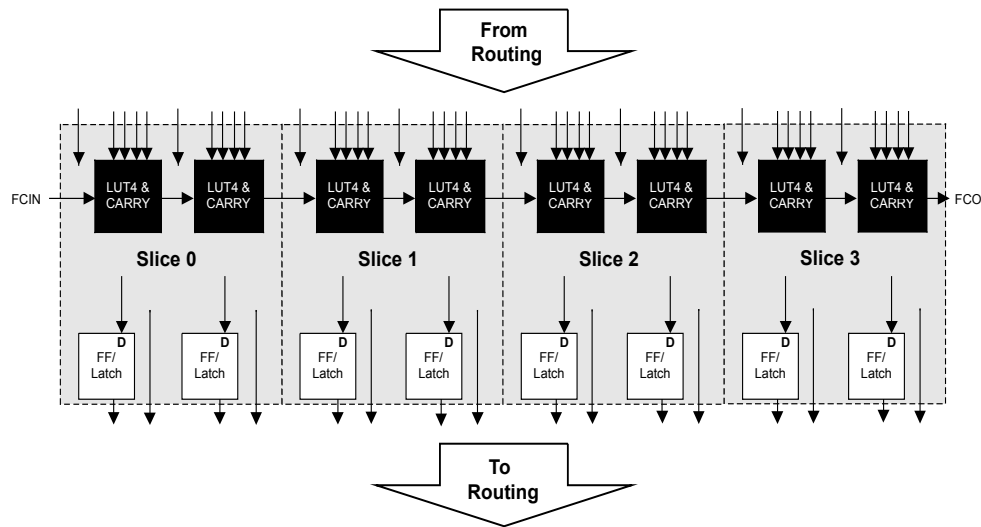 From
Routing
FCIN
LUT4 &
CARRY
LUT4 &
CARRY
LUT4 &
CARRY
LUT4 &
CARRY
LUT4 &
CARRY
LUT4 &
CARRY
LUT4 &
CARRY
LUT4 &
CARRY
FCO
Slice 0
Slice 1
Slice 2
Slice 3
D
FF/
Latch
D
FF/
Latch
D
FF/
Latch
D
FF/
Latch
D
FF/
Latch
D
FF/
Latch
D
FF/
Latch
D
FF/
Latch
To
Routing